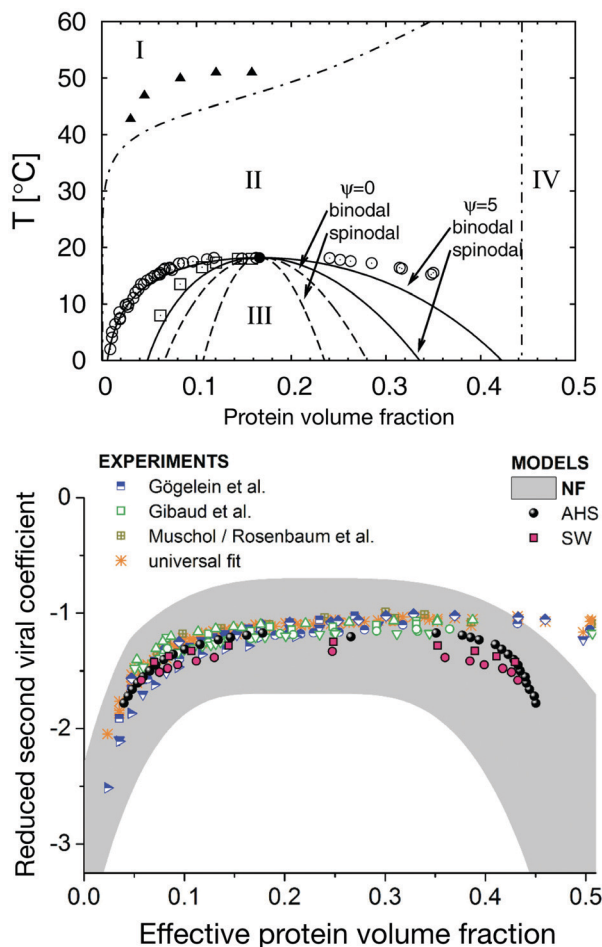 60
50
40
30
20
10
0
T [°C]
I
II
III
IV
ψ=0
binodal
spinodal
ψ=5
binodal
spinodal
0 0.1 0.2 0.3 0.4 0.5
Protein volume fraction
EXPERIMENTS
Gögelein et al.
Gibaud et al.
Muschol / Rosenbaum et al.
universal fit
MODELS
NF
AHS
SW
0
-1
-2
-3
Reduced second viral coefficient
0.0 0.1 0.2 0.3 0.4 0.5
Effective protein volume fraction